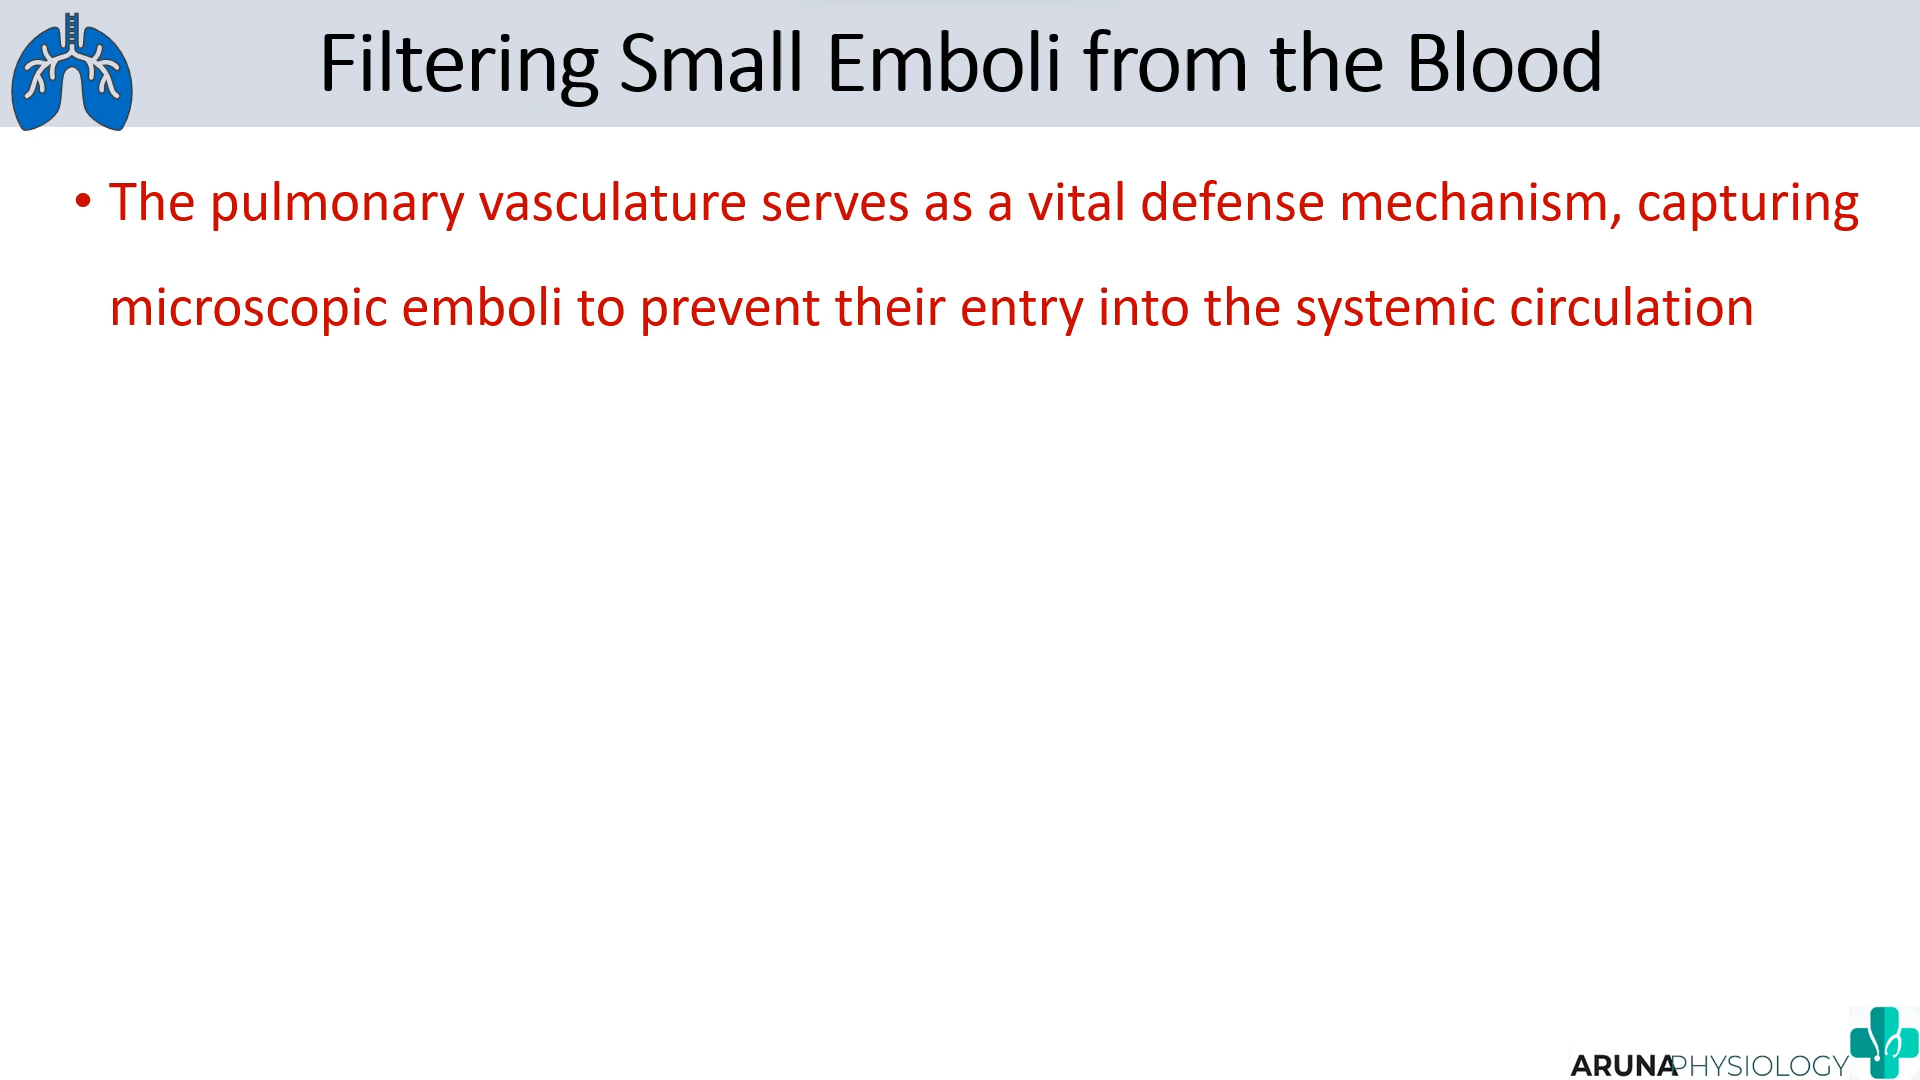 Filtering Small Emboli from the Blood
• The pulmonary vasculature serves as a vital defense mechanism, capturing
microscopic emboli to prevent their entry into the systemic circulation
ARUNAPHYSIOLOGY